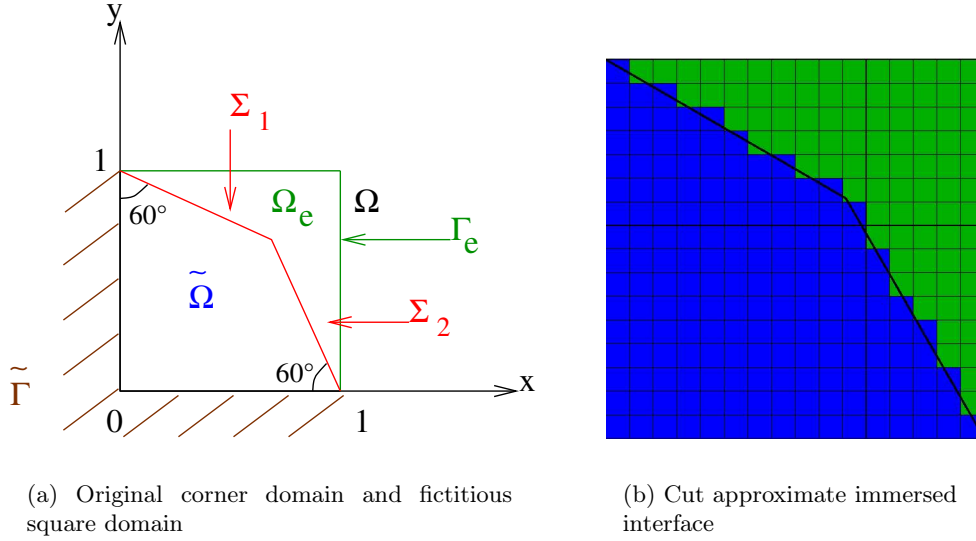 y
Σ 1
1
Ω e
Ω
60°
Γ e
~
Ω
Σ 2
60°
~
Γ
x
0
1
(a) Original corner domain and fictitious
square domain
(b) Cut approximate immersed
interface